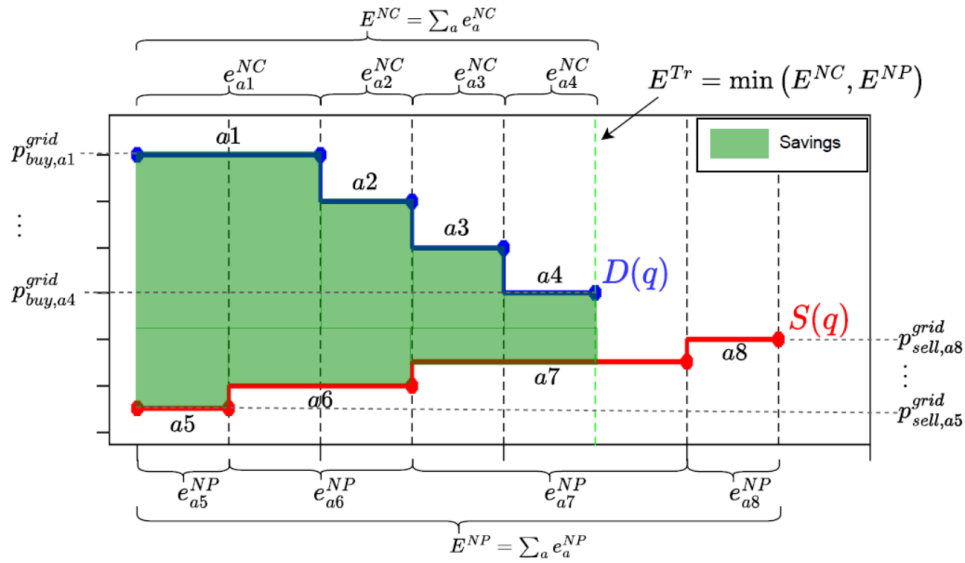 E^{NC} = \sum_a e_a^{NC}
e_{a1}^{NC} e_{a2}^{NC} e_{a3}^{NC} e_{a4}^{NC}
E^{Tr} = min (E^{NC}, E^{NP})
p_{buy,a1}^{grid}
a1
Savings
a2
⋮
a3
p_{buy,a4}^{grid}
a4
D(q)
S(q)
p_{sell,a8}^{grid}
a8
a7
⋮
a6
a5
p_{sell,a5}^{grid}
e_{a5}^{NP} e_{a6}^{NP} e_{a7}^{NP} e_{a8}^{NP}
E^{NP} = \sum_a e_a^{NP}